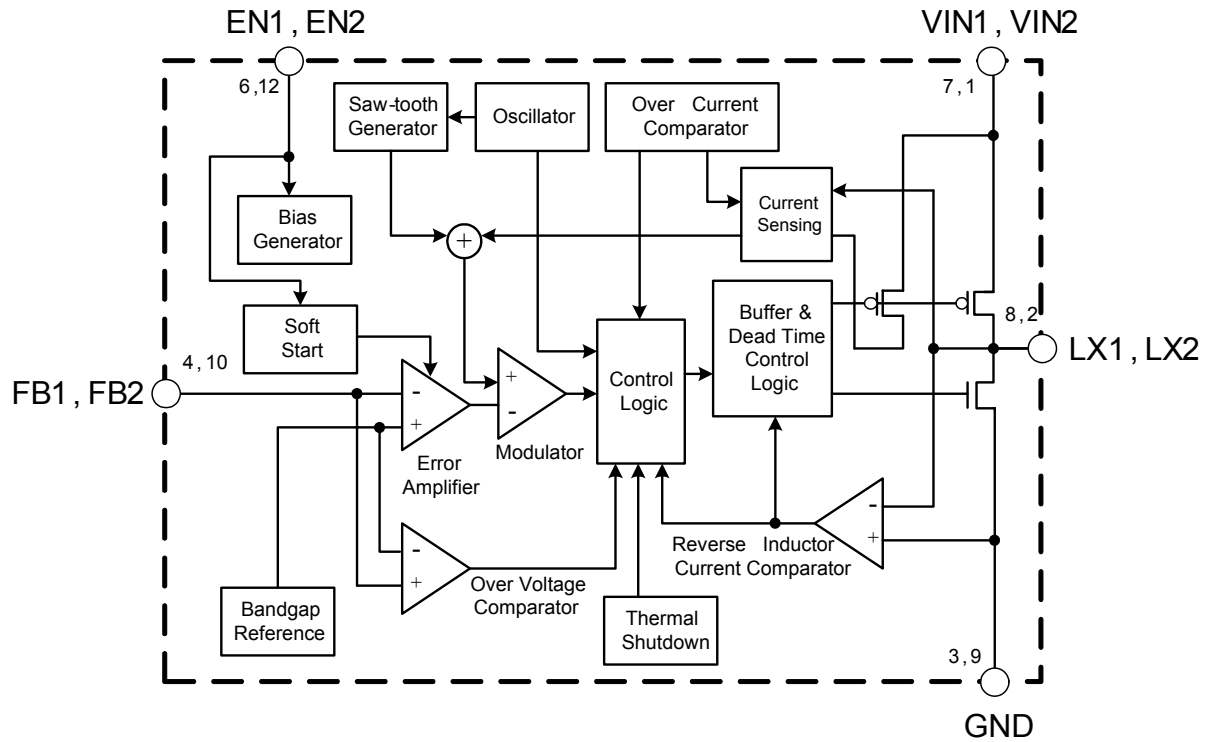 EN1 , EN2
VIN1 , VIN2
6 , 12
7 , 1
Saw-tooth
Generator
Oscillator
Over Current
Comparator
Current
Sensing
Bias
Generator
+
Soft
Start
Buffer &
Dead Time
Control
Logic
8 , 2
LX1 , LX2
4 , 10
FB1 , FB2
-
+
+
-
Control
Logic
Error
Amplifier
Modulator
-
+
-
+
Reverse Inductor
Current Comparator
Over Voltage
Comparator
Bandgap
Reference
Thermal
Shutdown
3 , 9
GND